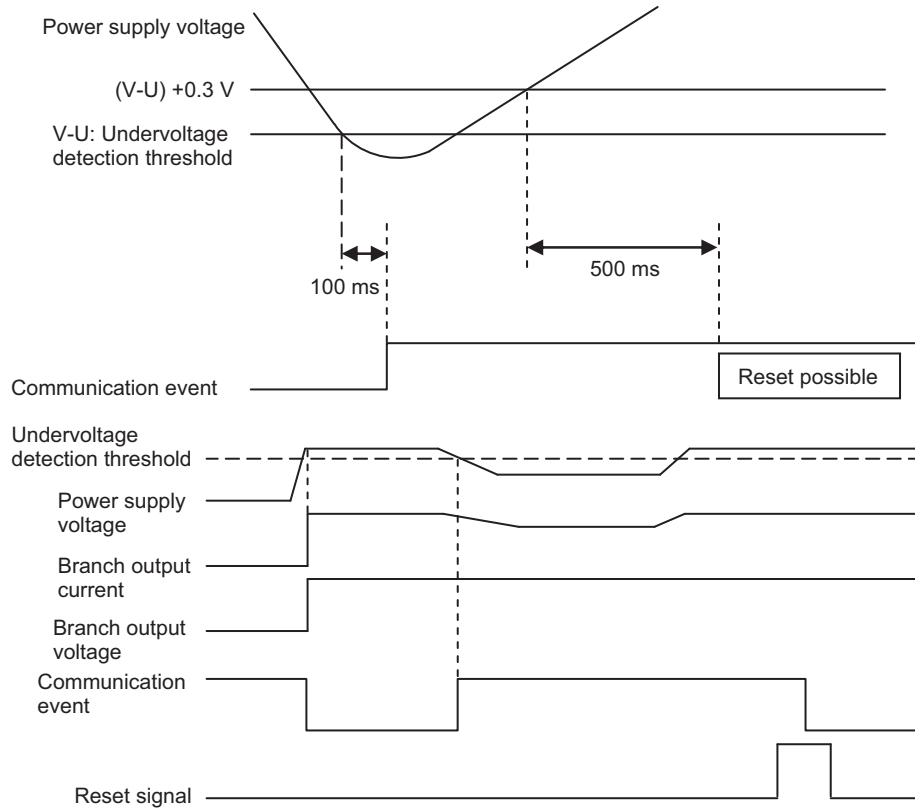 Power supply voltage
(V-U) +0.3 V
V-U: Undervoltage
detection threshold
100 ms
500 ms
Communication event
Reset possible
Undervoltage
detection threshold
Power supply
voltage
Branch output
current
Branch output
voltage
Communication
event
Reset signal